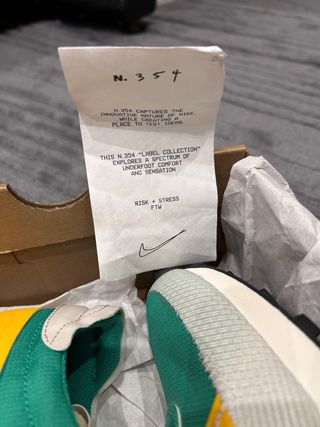 N. 354
N.354 CAPTURES THE
INNOVATIVE NATURE OF NIKE,
WHILE CREATING A
PLACE TO TEST IDEAS.
THIS N.354 "LABEL COLLECTION"
EXPLORES A SPECTRUM OF
UNDERFOOT COMFORT
AND SENSATION
RISK + STRESS
FTW